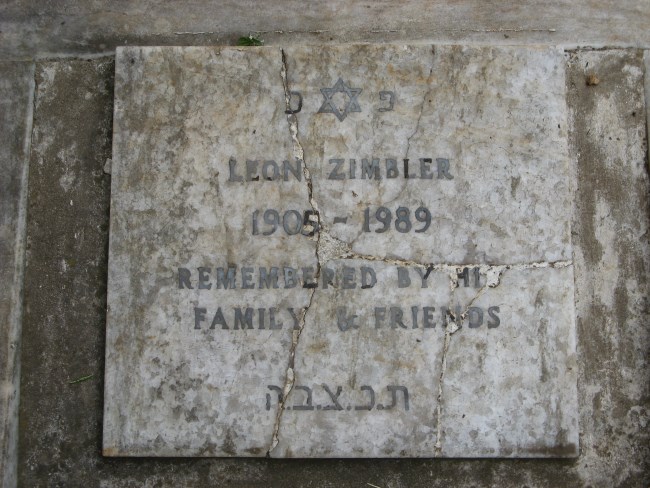 פ נ
LEON ZIMBLER
1905 - 1989
REMEMBERED BY HIS
FAMILY & FRIENDS
ת.נ.צ.ב.ה